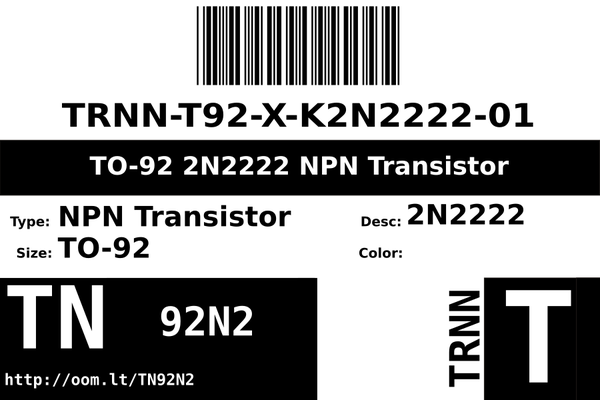 TRNN-T92-X-K2N2222-01
TO-92 2N2222 NPN Transistor
Type: NPN Transistor
Desc: 2N2222
Size: TO-92
Color:
TN
92N2
http://oom.lt/TN92N2
TRNN
T